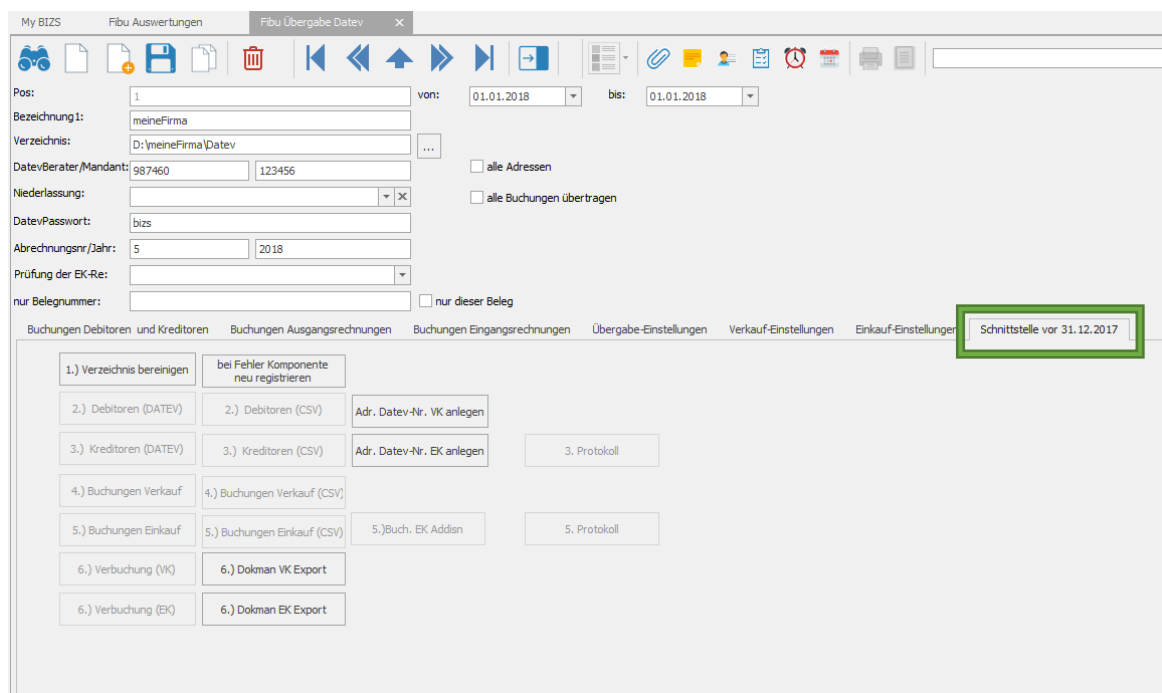 My BIZS Fibu Auswertungen Fibu Übergabe Datev ×
Pos: 1 von: 01.01.2018 bis: 01.01.2018
Bezeichnung1: meineFirma
Verzeichnis: D:\meineFirma\Datev ...
DatevBerater/Mandant: 987460 123456 alle Adressen
Niederlassung: alle Buchungen übertragen
DatevPasswort: bizs
Abrechnungsnr/Jahr: 5 2018
Prüfung der EK-Re:
nur Belegnummer: nur dieser Beleg
Buchungen Debitoren und Kreditoren Buchungen Ausgangsrechnungen Buchungen Eingangsrechnungen Übergabe-Einstellungen Verkauf-Einstellungen Einkauf-Einstellungen Schnittstelle vor 31.12.2017
1.) Verzeichnis bereinigen bei Fehler Komponente
neu registrieren
2.) Debitoren (DATEV) 2.) Debitoren (CSV) Adr. Datev-Nr. VK anlegen
3.) Kreditoren (DATEV) 3.) Kreditoren (CSV) Adr. Datev-Nr. EK anlegen 3. Protokoll
4.) Buchungen Verkauf 4.) Buchungen Verkauf (CSV)
5.) Buchungen Einkauf 5.) Buchungen Einkauf (CSV) 5.)Buch. EK Addisn 5. Protokoll
6.) Verbuchung (VK) 6.) Dokman VK Export
6.) Verbuchung (EK) 6.) Dokman EK Export